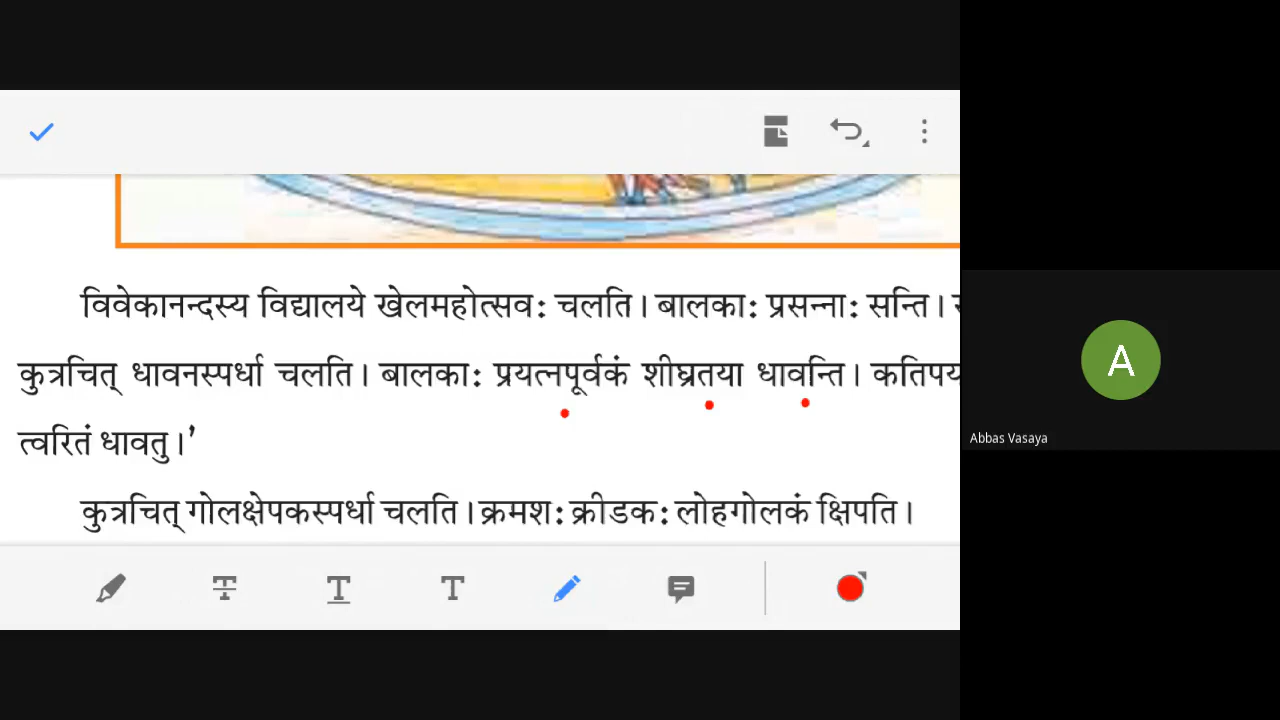 विवेकानन्दस्य विद्यालये खेलमहोत्सवः चलति। बालकाः प्रसन्नाः सन्ति।
कुत्रचित् धावनस्पर्धा चलति। बालकाः प्रयत्नपूर्वकं शीघ्रतया धावन्ति। कतिपय
त्वरितं धावतु।’
कुत्रचित् गोलक्षेपकस्पर्धा चलति। क्रमशः क्रीडकः लोहगोलकं क्षिपति।
T
T
T
A
Abbas Vasaya